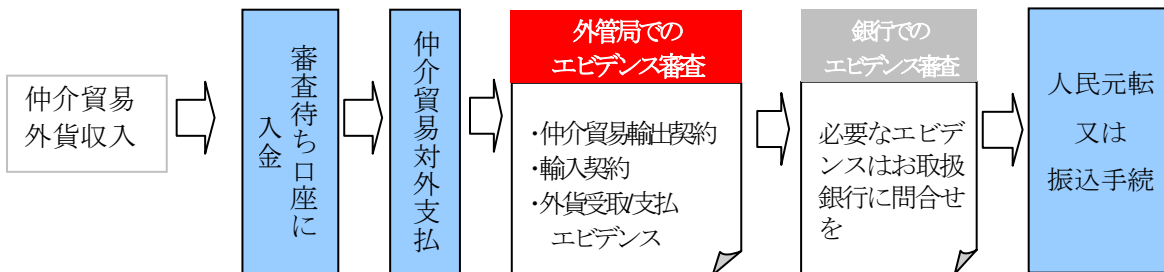 仲介貿易
外貨収入
審査待ち口座に
入金
仲介貿易対外支払
外管局での
エビデンス審査
・仲介貿易輸出契約
・輸入契約
・外貨受取/支払
エビデンス
銀行での
エビデンス審査
必要なエビデ
ンスはお取扱
銀行に問合せ
を
人民元転
又は
振込手続